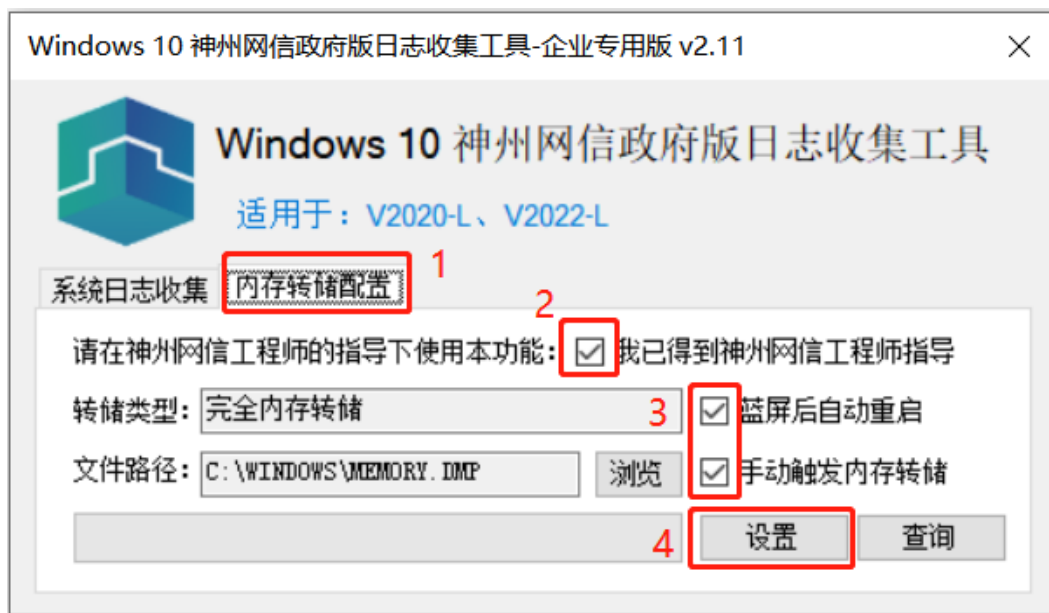 Windows 10 神州网信政府版日志收集工具-企业专用版 v2.11
Windows 10 神州网信政府版日志收集工具
适用于：V2020-L、V2022-L
系统日志收集 内存转储配置 1
2
请在神州网信工程师的指导下使用本功能： 我已得到神州网信工程师指导
转储类型： 完全内存转储 3 蓝屏后自动重启
文件路径： C:\WINDOWS\MEMORY.DMP 浏览 手动触发内存转储
4 设置 查询